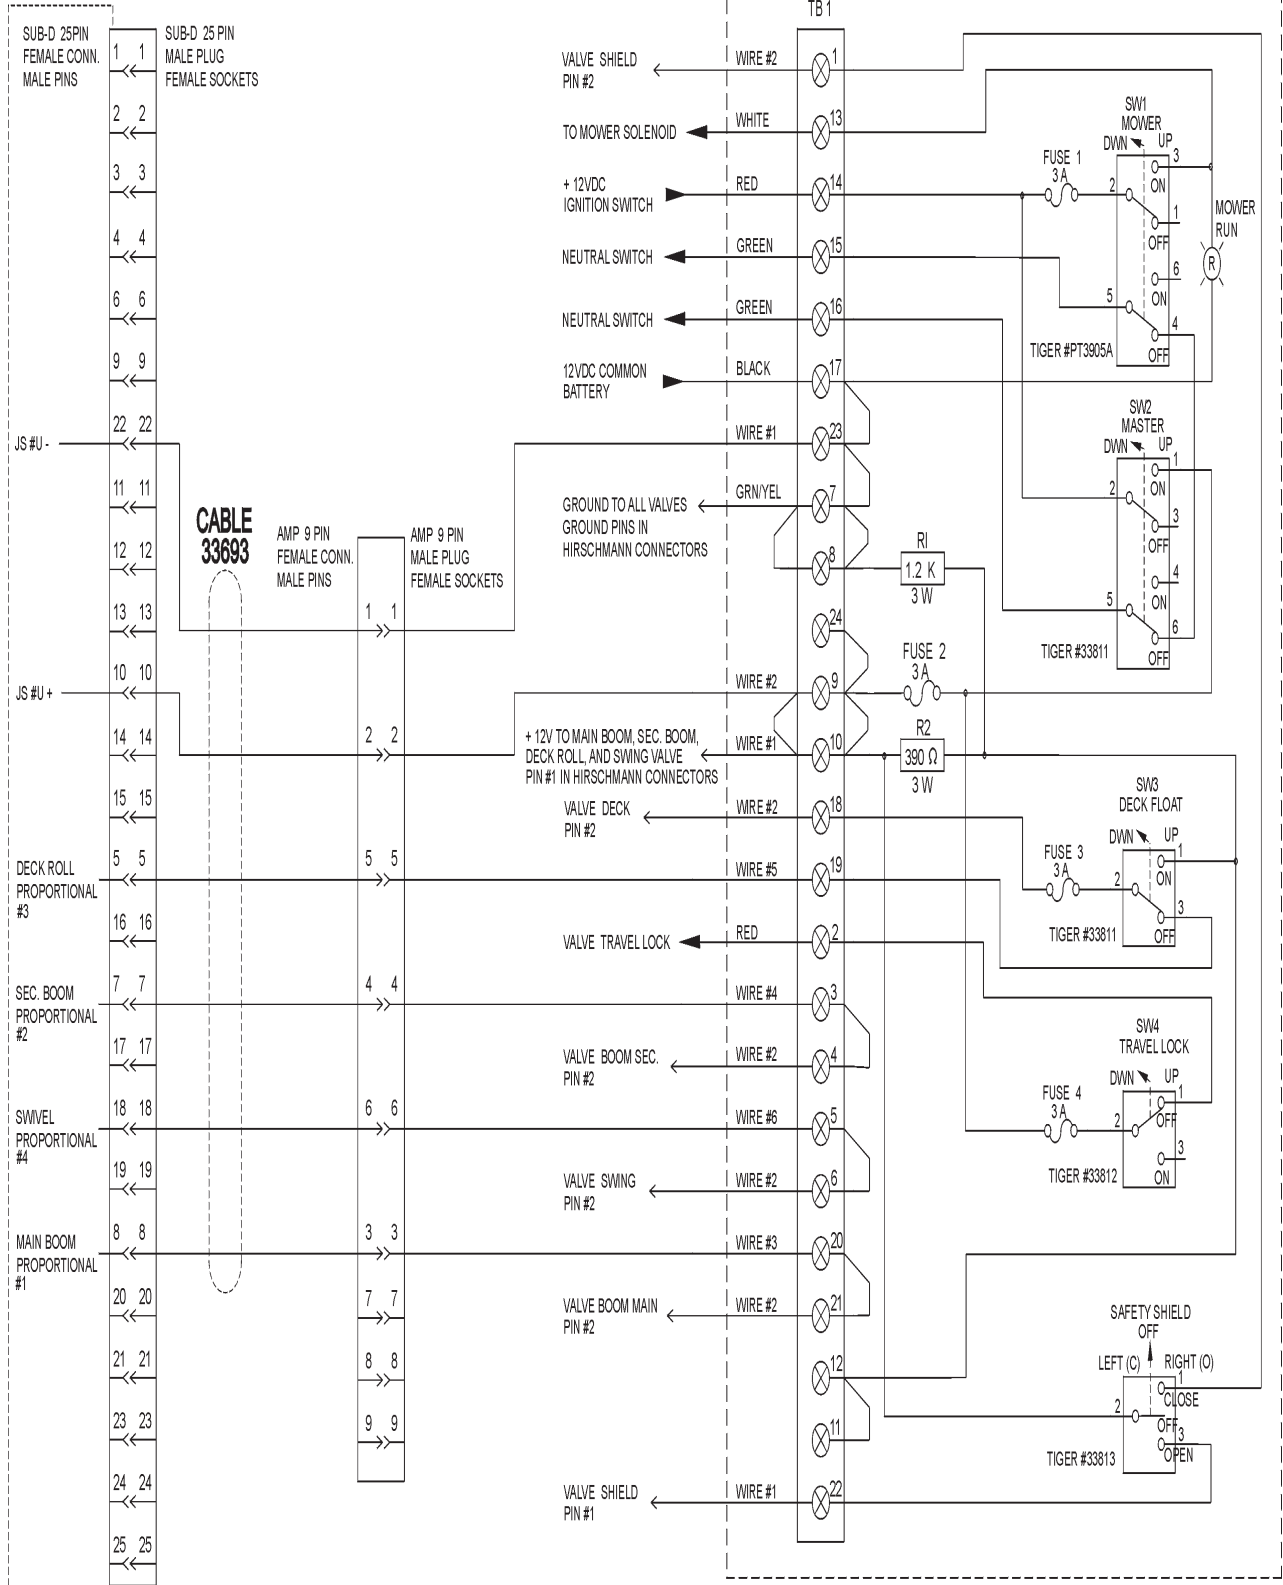 TB 1
SUB-D 25PIN
FEMALE CONN.
MALE PINS
SUB-D 25 PIN
MALE PLUG
FEMALE SOCKETS
1 1
2 2
3 3
4 4
6 6
9 9
22 22
11 11
12 12
13 13
10 10
14 14
15 15
5 5
16 16
7 7
17 17
18 18
19 19
8 8
20 20
21 21
23 23
24 24
25 25
JS #U -
JS #U +
DECK ROLL
PROPORTIONAL
#3
SEC. BOOM
PROPORTIONAL
#2
SWIVEL
PROPORTIONAL
#4
MAIN BOOM
PROPORTIONAL
#1
CABLE
33693
AMP 9 PIN
FEMALE CONN.
MALE PINS
AMP 9 PIN
MALE PLUG
FEMALE SOCKETS
1 1
2 2
5 5
4 4
6 6
3 3
7 7
8 8
9 9
VALVE SHIELD
PIN #2
WIRE #2
1
TO MOWER SOLENOID
WHITE
13
+ 12VDC
IGNITION SWITCH
RED
14
NEUTRAL SWITCH
GREEN
15
NEUTRAL SWITCH
GREEN
16
12VDC COMMON
BATTERY
BLACK
17
WIRE #1
23
GROUND TO ALL VALVES
GROUND PINS IN
HIRSCHMANN CONNECTORS
GRN/YEL
7
8
24
WIRE #2
9
+ 12V TO MAIN BOOM, SEC. BOOM,
DECK ROLL, AND SWING VALVE
PIN #1 IN HIRSCHMANN CONNECTORS
WIRE #1
10
VALVE DECK
PIN #2
WIRE #2
18
WIRE #5
19
VALVE TRAVEL LOCK
RED
2
WIRE #4
3
VALVE BOOM SEC.
PIN #2
WIRE #2
4
WIRE #6
5
VALVE SWING
PIN #2
WIRE #2
6
WIRE #3
20
VALVE BOOM MAIN
PIN #2
WIRE #2
21
12
11
VALVE SHIELD
PIN #1
WIRE #1
22
SW1
MOWER
DWN
UP
FUSE 1
3 A
2
3
ON
1
OFF
6
ON
5
4
OFF
TIGER #PT3905A
MOWER
RUN
R
SW2
MASTER
DWN
UP
1
2
ON
3
OFF
4
ON
5
6
OFF
TIGER #33811
R1
1.2 K
3 W
FUSE 2
3 A
R2
390 Ω
3 W
SW3
DECK FLOAT
DWN
UP
FUSE 3
3 A
1
2
ON
3
OFF
TIGER #33811
SW4
TRAVEL LOCK
DWN
UP
FUSE 4
3 A
1
2
OFF
3
ON
TIGER #33812
SAFETY SHIELD
OFF
LEFT (C)
RIGHT (O)
1
CLOSE
2
OFF
3
OPEN
TIGER #33813